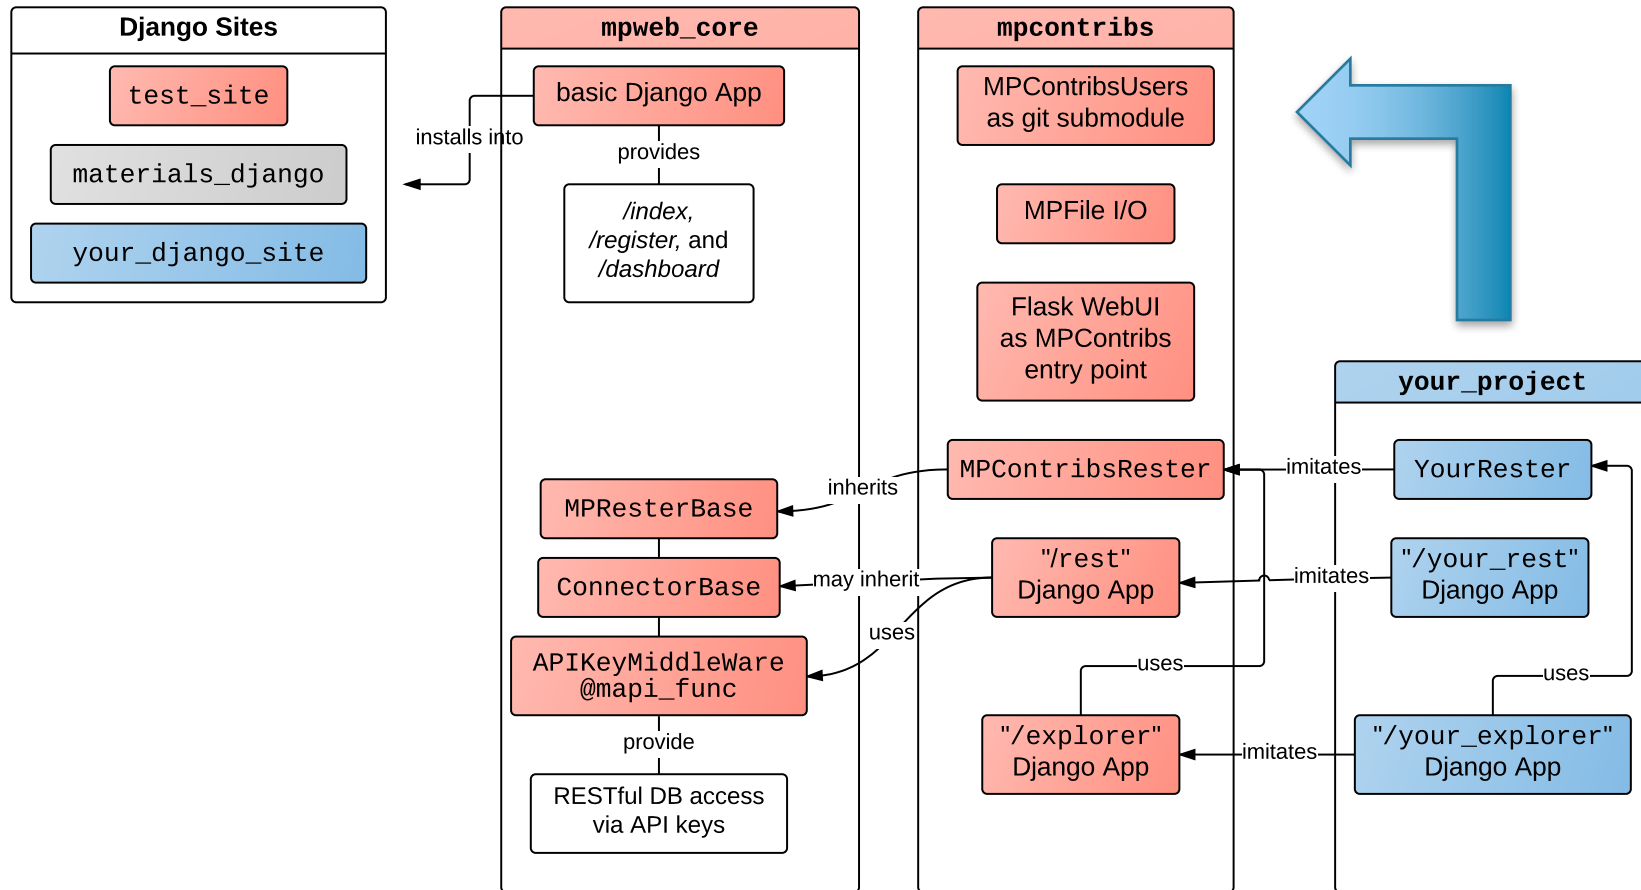 Django Sites
test_site
materials_django
your_django_site
mpweb_core
basic Django App
installs into
provides
/index,
/register, and
/dashboard
MPResterBase
ConnectorBase
APIKeyMiddleWare
@mapi_func
provide
RESTful DB access
via API keys
inherits
may inherit
uses
mpcontribs
MPContribsUsers
as git submodule
MPFile I/O
Flask WebUI
as MPContribs
entry point
MPContribsRester
"/rest"
Django App
uses
"/explorer"
Django App
imitates
imitates
imitates
your_project
YourRester
"/your_rest"
Django App
uses
"/your_explorer"
Django App